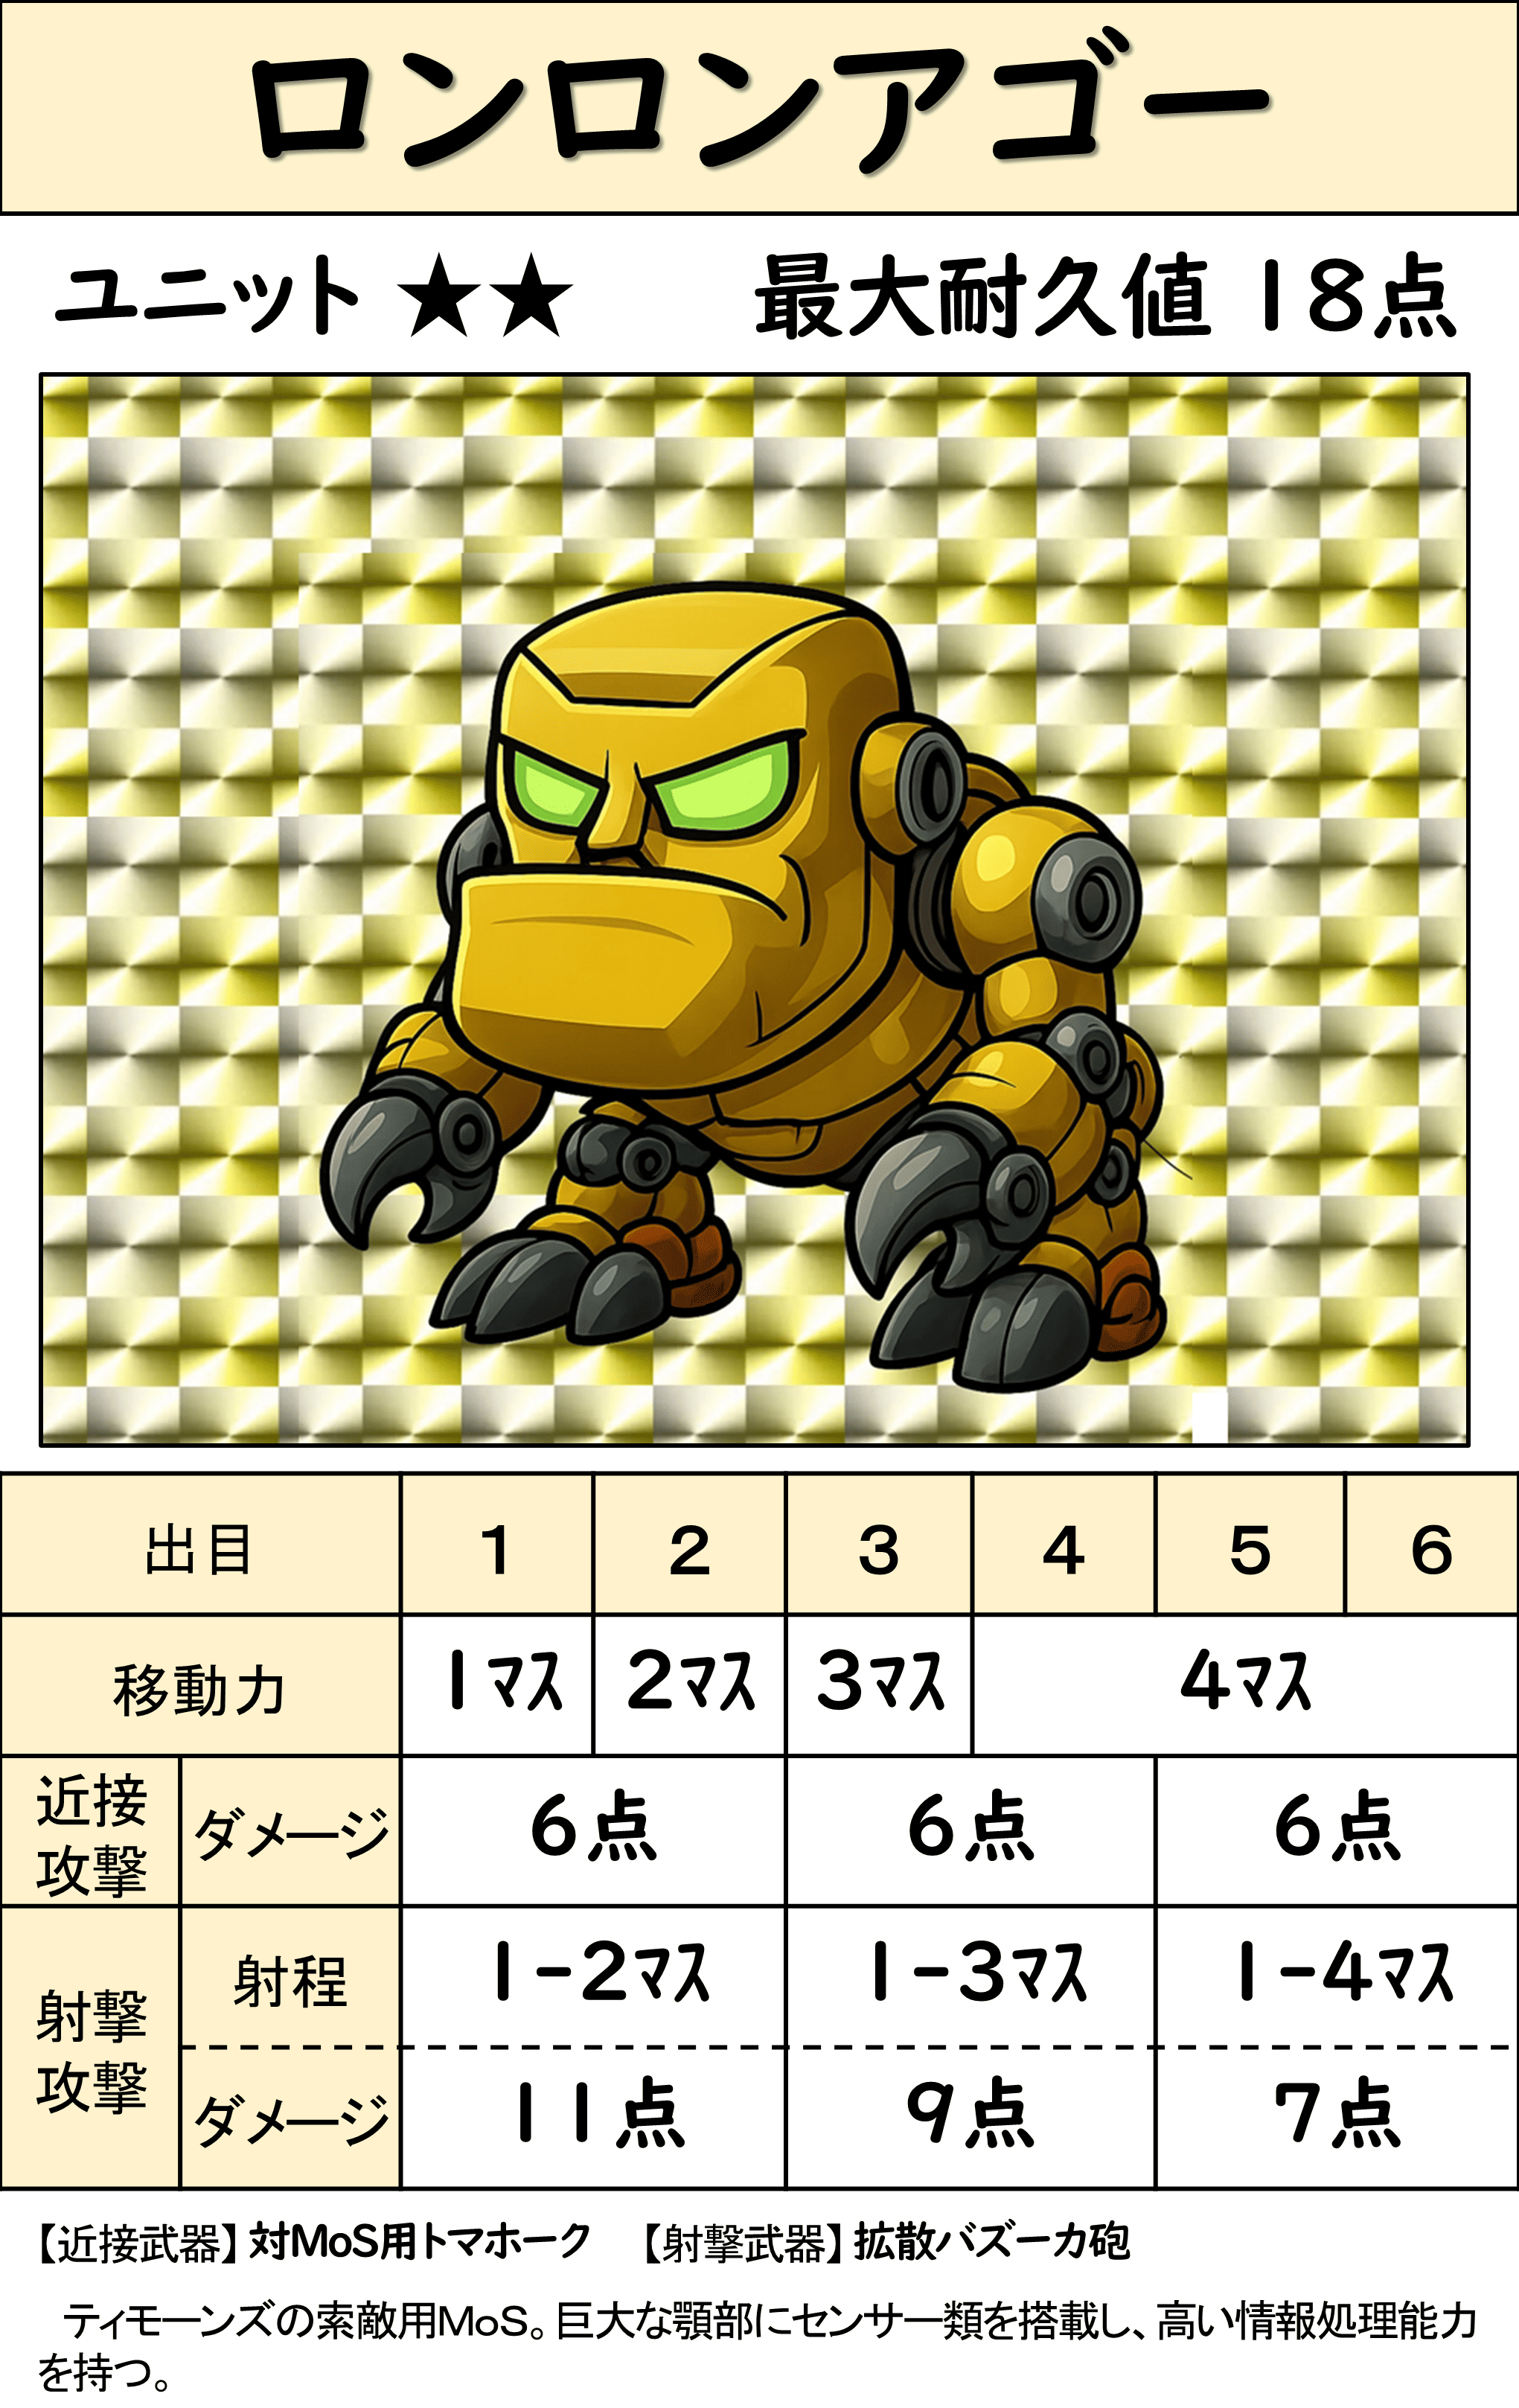 ロンロンアゴー
ユニット ★★ 最大耐久値 18点
出目 1 2 3 4 5 6
移動力 1マス 2マス 3マス 4マス
近接攻撃 ダメージ 6点 6点 6点
射撃攻撃 射程 1-2マス 1-3マス 1-4マス
ダメージ 11点 9点 7点
【近接武器】対MoS用トマホーク 【射撃武器】拡散バズーカ砲
ティモーンズの索敵用MoS。巨大な顎部にセンサー類を搭載し、高い情報処理能力
を持つ。